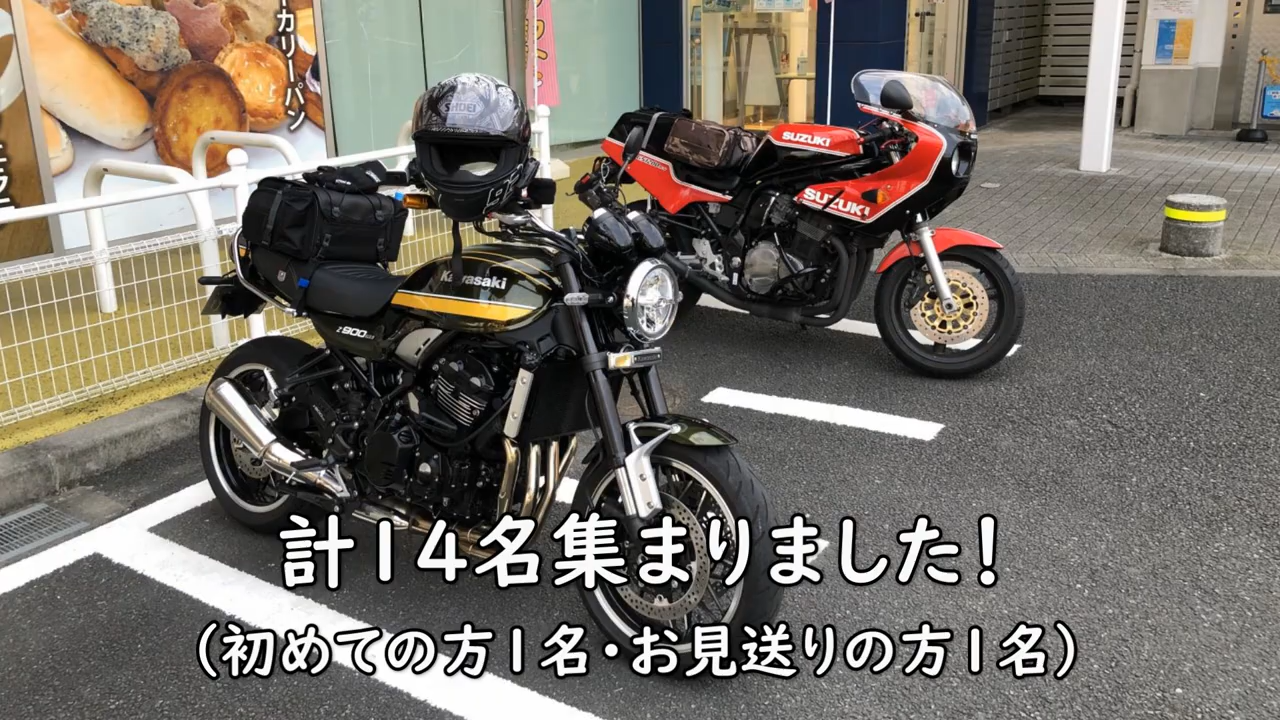 カリーパン
SHOEI
SUZUKI
SUZUKI
Kawasaki
Z900RS
計14名集まりました!
(初めての方1名・お見送りの方1名)